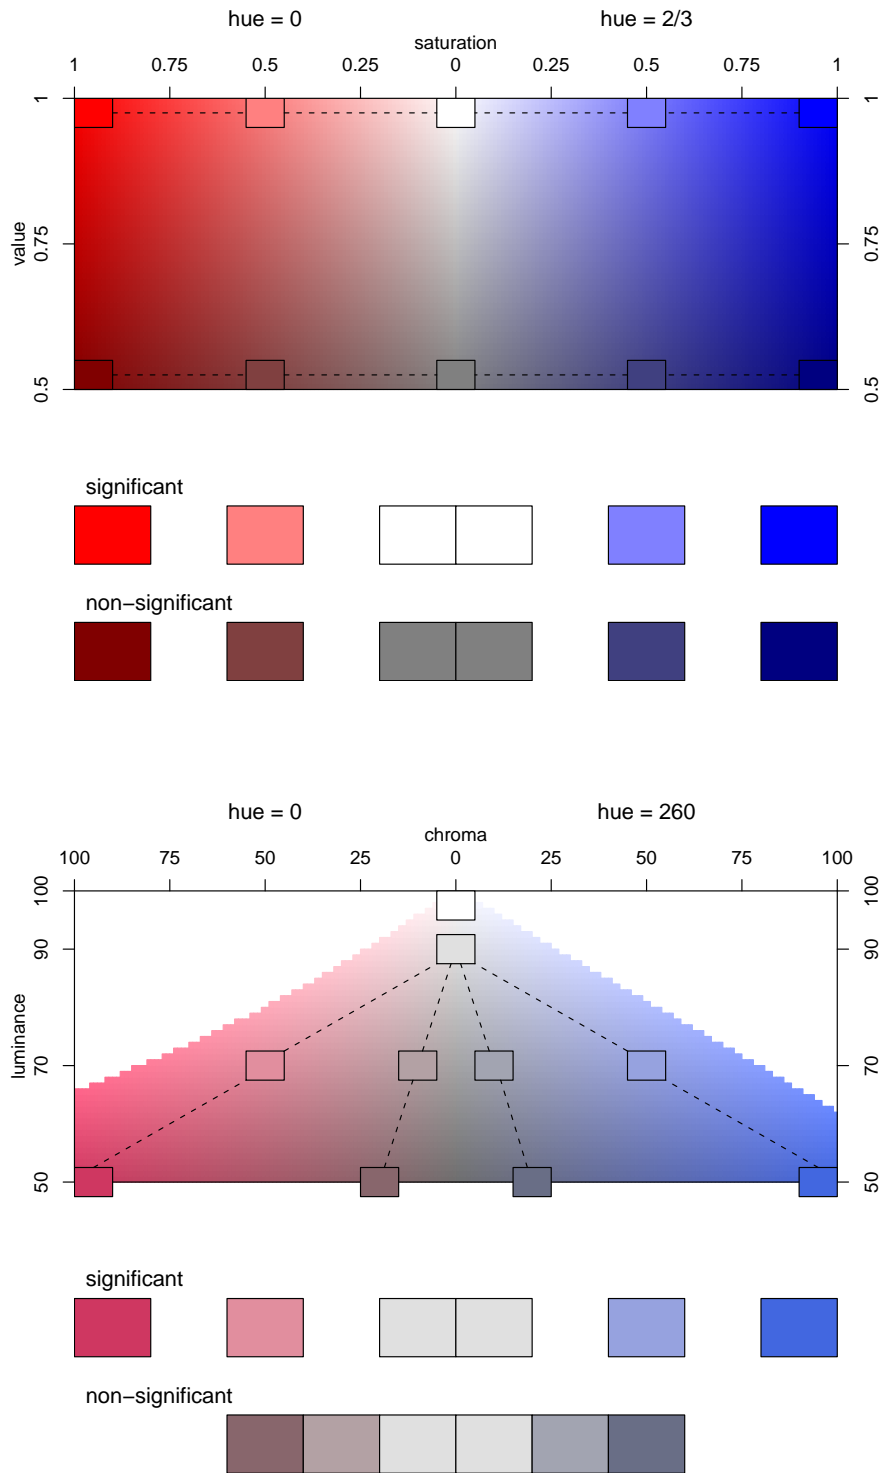 hue = 0 hue = 2/3
saturation
1 0.75 0.5 0.25 0 0.25 0.5 0.75 1
value
1 0.75 0.5
1 0.75 0.5
significant
non−significant
hue = 0 hue = 260
chroma
100 75 50 25 0 25 50 75 100
luminance
100 90 70 50
100 90 70 50
significant
non−significant